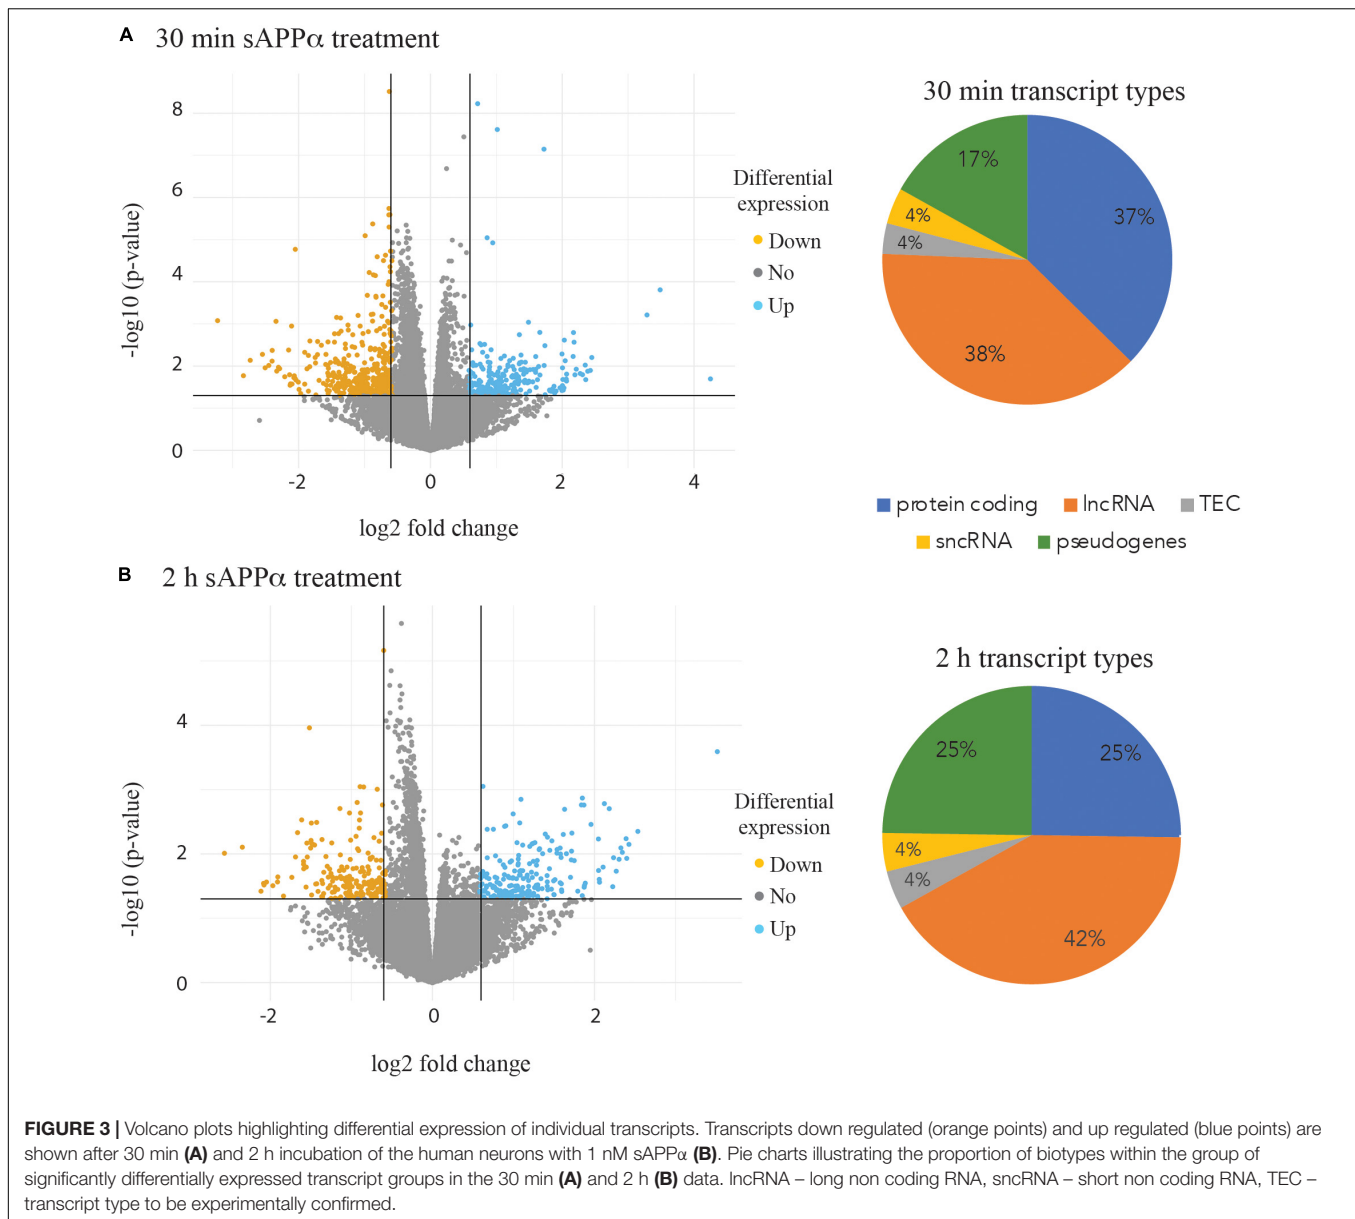 A 30 min sAPPα treatment
8
6
4
2
0
-2
0
2
4
-log10 (p-value)
log2 fold change
Differential
expression
Down
No
Up
30 min transcript types
17%
37%
4%
4%
38%
protein coding
lncRNA
TEC
sncRNA
pseudogenes
B 2 h sAPPα treatment
4
2
0
-2
0
2
-log10 (p-value)
log2 fold change
Differential
expression
Down
No
Up
2 h transcript types
25%
25%
4%
4%
42%
FIGURE 3 | Volcano plots highlighting differential expression of individual transcripts. Transcripts down regulated (orange points) and up regulated (blue points) are
shown after 30 min (A) and 2 h incubation of the human neurons with 1 nM sAPPα (B). Pie charts illustrating the proportion of biotypes within the group of
significantly differentially expressed transcript groups in the 30 min (A) and 2 h (B) data. lncRNA – long non coding RNA, sncRNA – short non coding RNA, TEC –
transcript type to be experimentally confirmed.